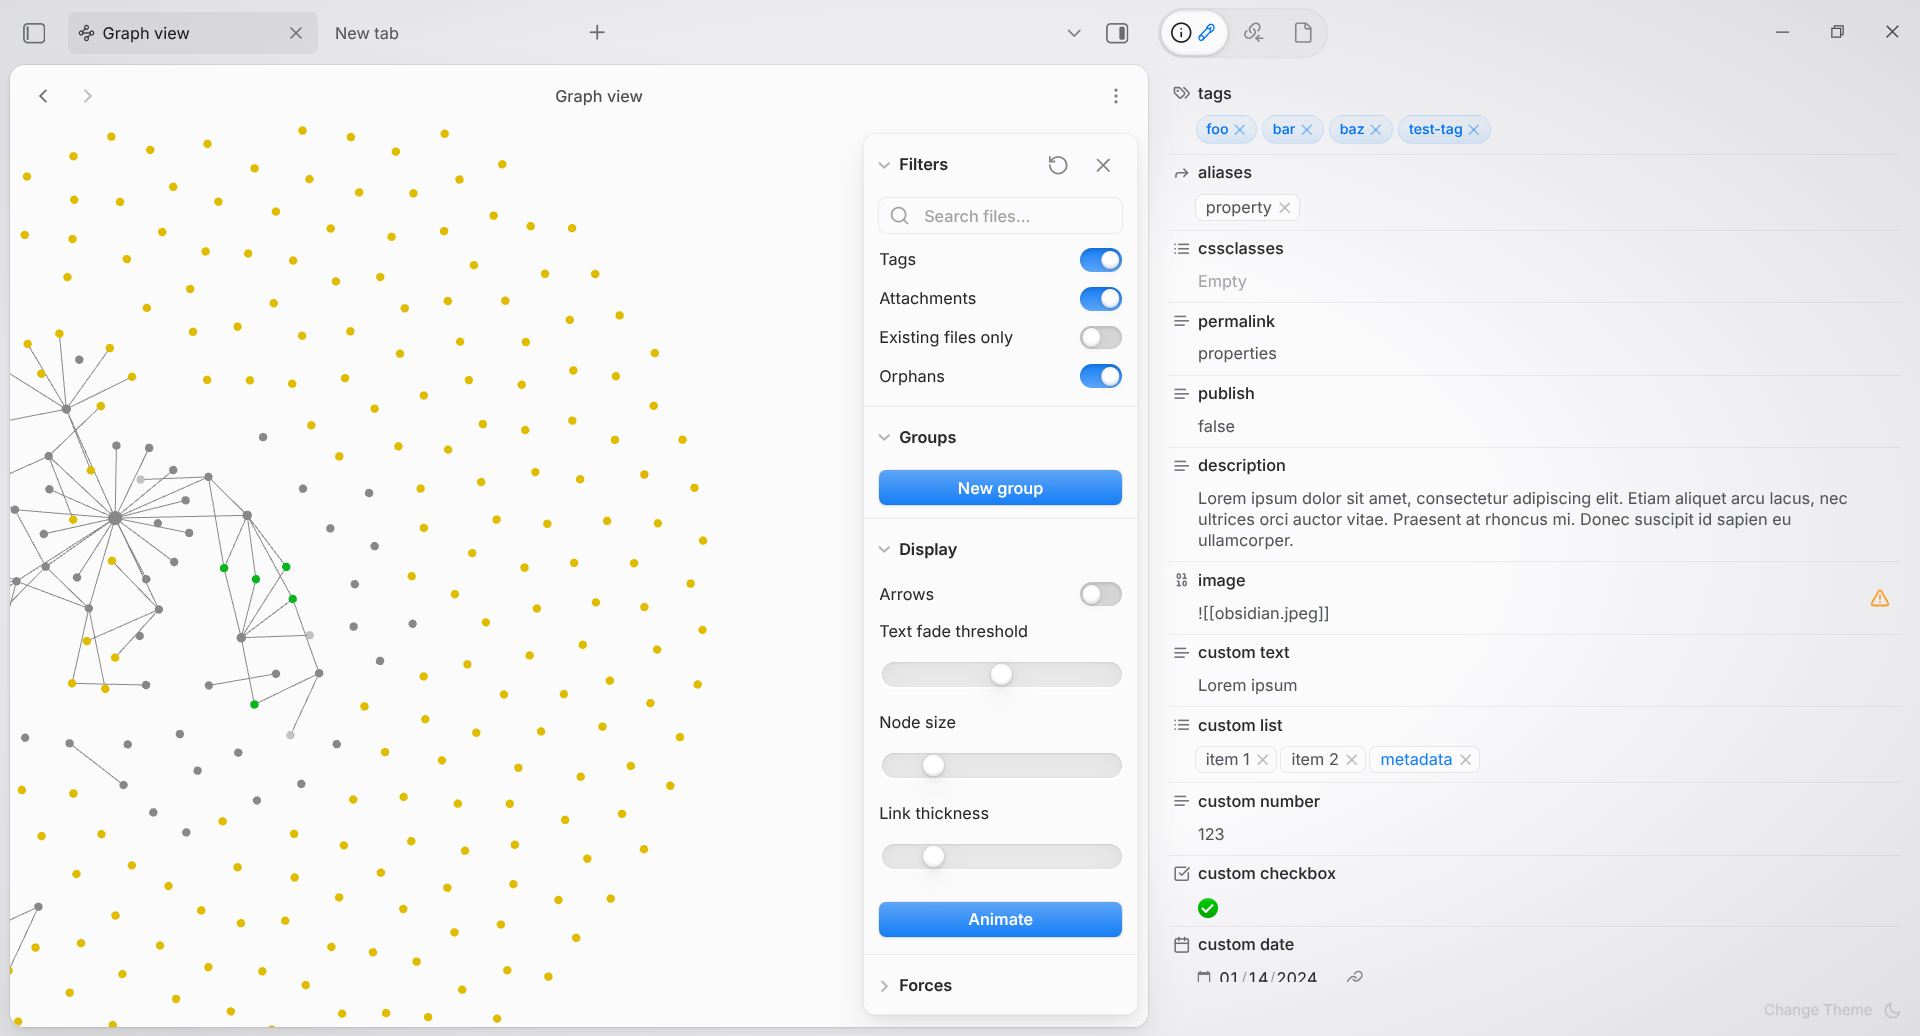 Graph view
New tab
Graph view
Filters
Search files...
Tags
Attachments
Existing files only
Orphans
Groups
New group
Display
Arrows
Text fade threshold
Node size
Link thickness
Animate
Forces
tags
foo bar baz test-tag
aliases
property
cssclasses
Empty
permalink
properties
publish
false
description
Lorem ipsum dolor sit amet, consectetur adipiscing elit. Etiam aliquet arcu lacus, nec
ultrices orci auctor vitae. Praesent at rhoncus mi. Donec suscipit id sapien eu
ullamcorper.
image
![[obsidian.jpeg]]
custom text
Lorem ipsum
custom list
item 1 item 2 metadata
custom number
123
custom checkbox
custom date
01/14/2024
Change Theme